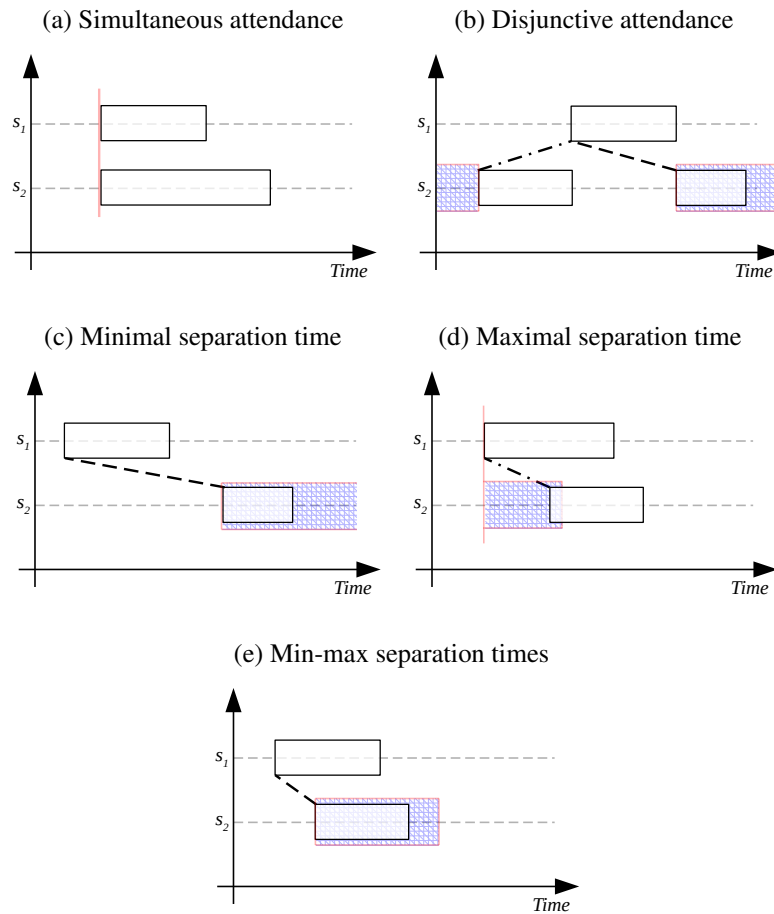 (a) Simultaneous attendance
(b) Disjunctive attendance
s1
s2
Time
s1
s2
Time
(c) Minimal separation time
(d) Maximal separation time
s1
s2
Time
s1
s2
Time
(e) Min-max separation times
s1
s2
Time